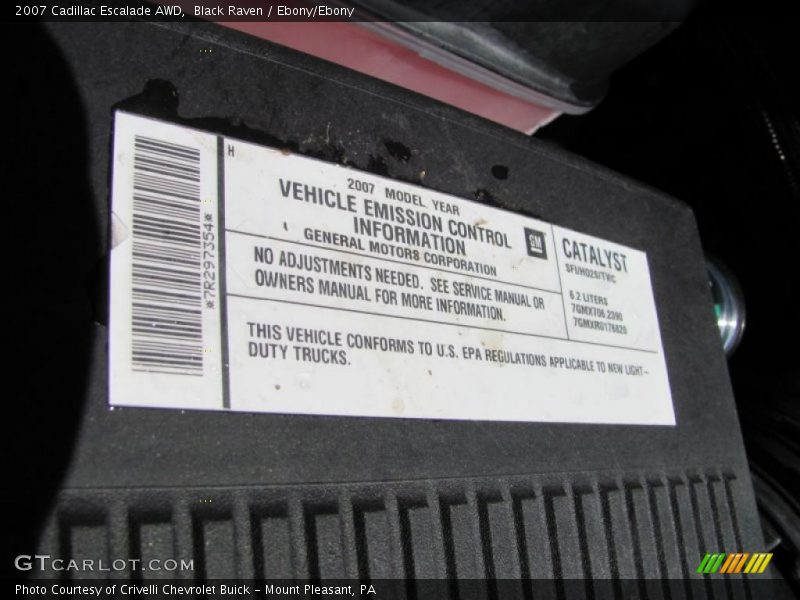 2007 Cadillac Escalade AWD, Black Raven / Ebony/Ebony
*7R297354*
H
2007 MODEL YEAR
VEHICLE EMISSION CONTROL
INFORMATION
GENERAL MOTORS CORPORATION
GM
NO ADJUSTMENTS NEEDED. SEE SERVICE MANUAL OR
OWNERS MANUAL FOR MORE INFORMATION.
CATALYST
6.2 LITERS
THIS VEHICLE CONFORMS TO U.S. EPA REGULATIONS APPLICABLE TO NEW LIGHT-
DUTY TRUCKS.
GTCARLOT.COM
Photo Courtesy of Crivelli Chevrolet Buick - Mount Pleasant, PA